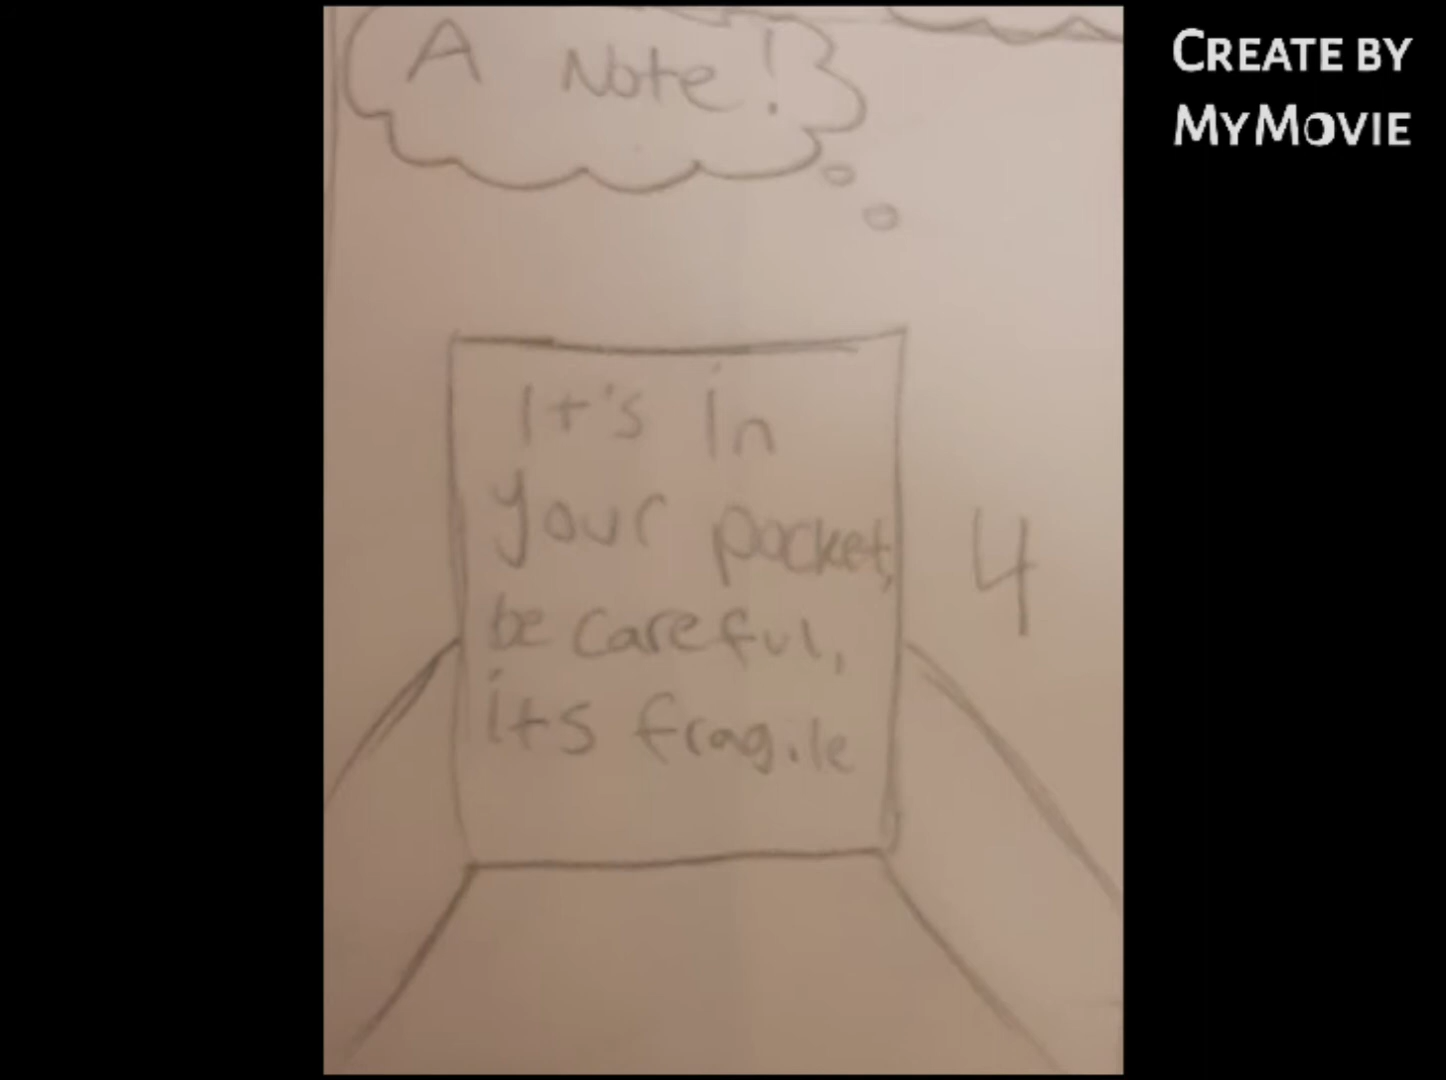 A Note!
It's in
your pocket,
be careful,
its fragile
4
CREATE BY
MYMOVIE